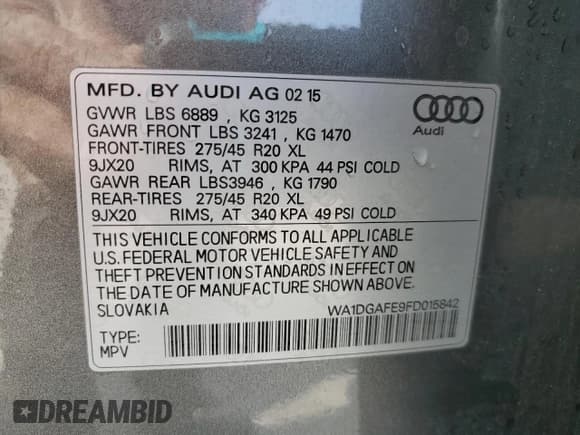 MFD. BY AUDI AG 02 15
GVWR LBS 6889 , KG 3125
GAWR FRONT LBS 3241 , KG 1470
FRONT-TIRES 275/45 R20 XL
9JX20 RIMS, AT 300 KPA 44 PSI COLD
GAWR REAR LBS3946 , KG 1790
REAR-TIRES 275/45 R20 XL
9JX20 RIMS, AT 340 KPA 49 PSI COLD
Audi
THIS VEHICLE CONFORMS TO ALL APPLICABLE
U.S. FEDERAL MOTOR VEHICLE SAFETY AND
THEFT PREVENTION STANDARDS IN EFFECT ON
THE DATE OF MANUFACTURE SHOWN ABOVE.
SLOVAKIA
WA1DGAFE9FD015842
TYPE:
MPV
DREAMBID